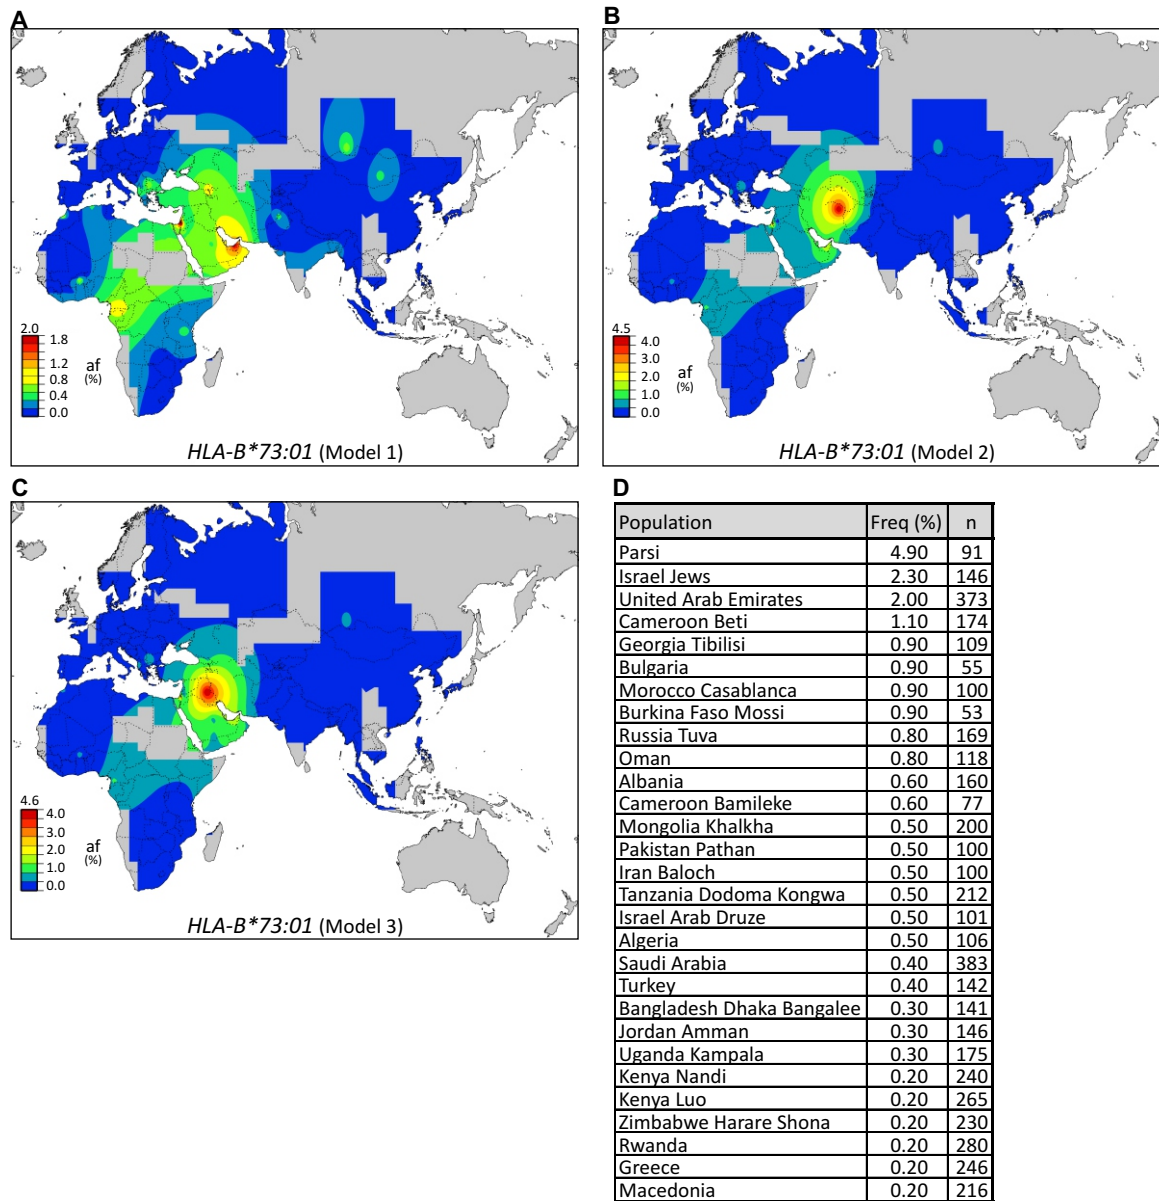 A
2.0
1.8
1.2
0.8
0.4
0.0
af
(%)
HLA-B*73:01 (Model 1)
B
4.5
4.0
3.0
2.0
1.0
0.0
af
(%)
HLA-B*73:01 (Model 2)
C
4.6
4.0
3.0
2.0
1.0
0.0
af
(%)
HLA-B*73:01 (Model 3)
D
Population Freq (%) n
Parsi 4.90 91
Israel Jews 2.30 146
United Arab Emirates 2.00 373
Cameroon Beti 1.10 174
Georgia Tibilisi 0.90 109
Bulgaria 0.90 55
Morocco Casablanca 0.90 100
Burkina Faso Mossi 0.90 53
Russia Tuva 0.80 169
Oman 0.80 118
Albania 0.60 160
Cameroon Bamileke 0.60 77
Mongolia Khalkha 0.50 200
Pakistan Pathan 0.50 100
Iran Baloch 0.50 100
Tanzania Dodoma Kongwa 0.50 212
Israel Arab Druze 0.50 101
Algeria 0.50 106
Saudi Arabia 0.40 383
Turkey 0.40 142
Bangladesh Dhaka Bangalee 0.30 141
Jordan Amman 0.30 146
Uganda Kampala 0.30 175
Kenya Nandi 0.20 240
Kenya Luo 0.20 265
Zimbabwe Harare Shona 0.20 230
Rwanda 0.20 280
Greece 0.20 246
Macedonia 0.20 216